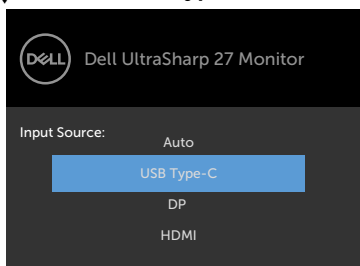 DELL
Dell UltraSharp 27 Monitor
Input Source:
Auto
USB Type-C
DP
HDMI